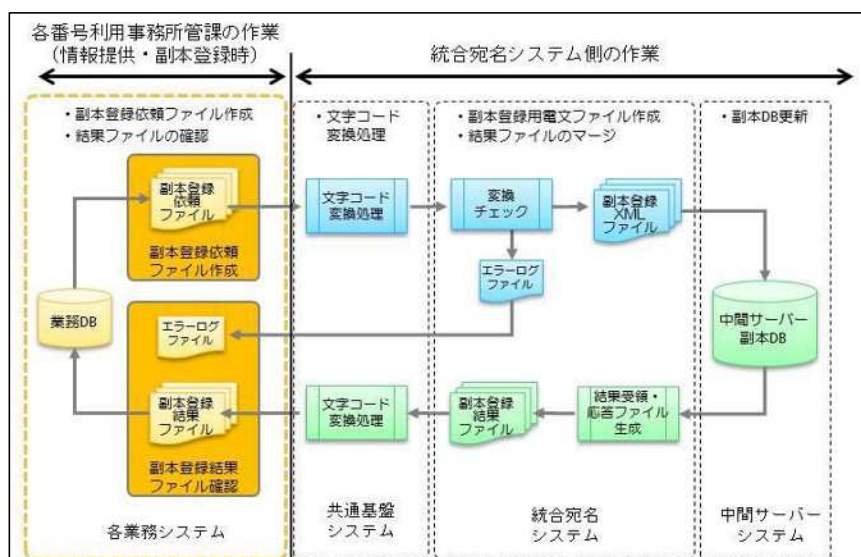 各番号利用事務所管課の作業
(情報提供・副本登録時)
統合宛名システム側の作業
・副本登録依頼ファイル作成
・結果ファイルの確認
・文字コード
変換処理
・副本登録用電文ファイル作成
・結果ファイルのマージ
・副本DB更新
副本登録
依頼
ファイル
副本登録依頼
ファイル作成
文字コード
変換処理
変換
チェック
副本登録
XML
ファイル
エラーログ
ファイル
業務DB
エラーログ
ファイル
中間サーバー
副本DB
副本登録
結果
ファイル
副本登録結果
ファイル確認
文字コード
変換処理
副本登録
結果
ファイル
結果受領・
応答ファイル
生成
各業務システム
共通基盤
システム
統合宛名
システム
中間サーバー
システム